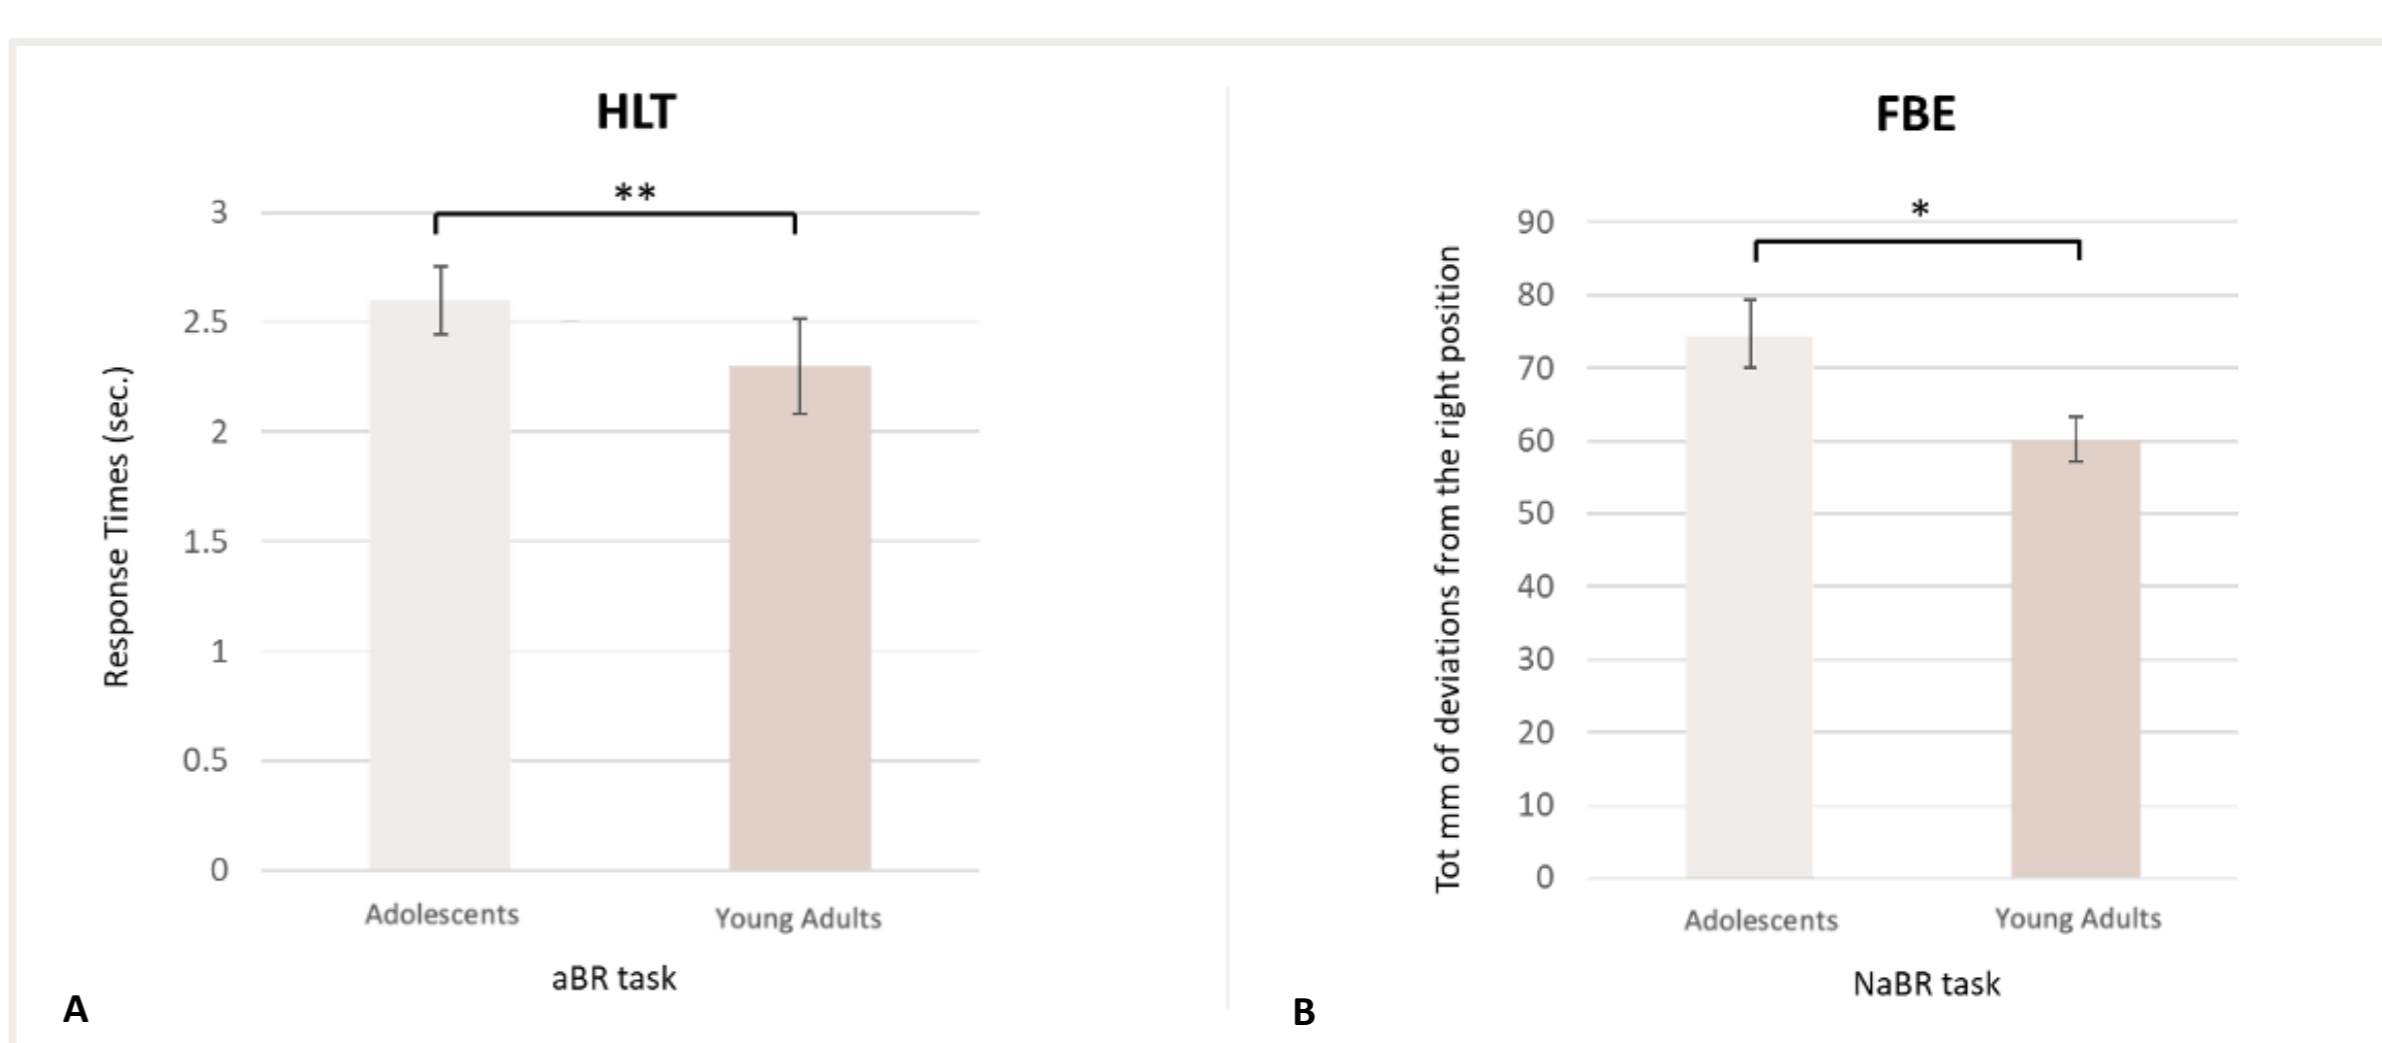 HLT
**
3
2.5
2
1.5
1
0.5
0
Response Times (sec.)
Adolescents
Young Adults
aBR task
A
FBE
*
90
80
70
60
50
40
30
20
10
0
Tot mm of deviations from the right position
Adolescents
Young Adults
NaBR task
B